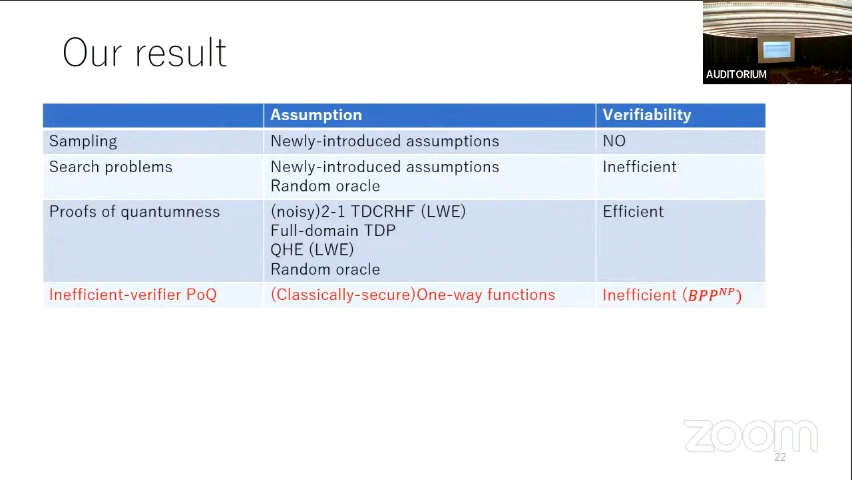 Our result
AUDITORIUM
Assumption Verifiability
Sampling Newly-introduced assumptions NO
Search problems Newly-introduced assumptions Inefficient
Random oracle
Proofs of quantumness (noisy)2-1 TDCRHF (LWE) Efficient
Full-domain TDP
QHE (LWE)
Random oracle
Inefficient-verifier PoQ (Classically-secure)One-way functions Inefficient (BPP^NP)
zoom
22